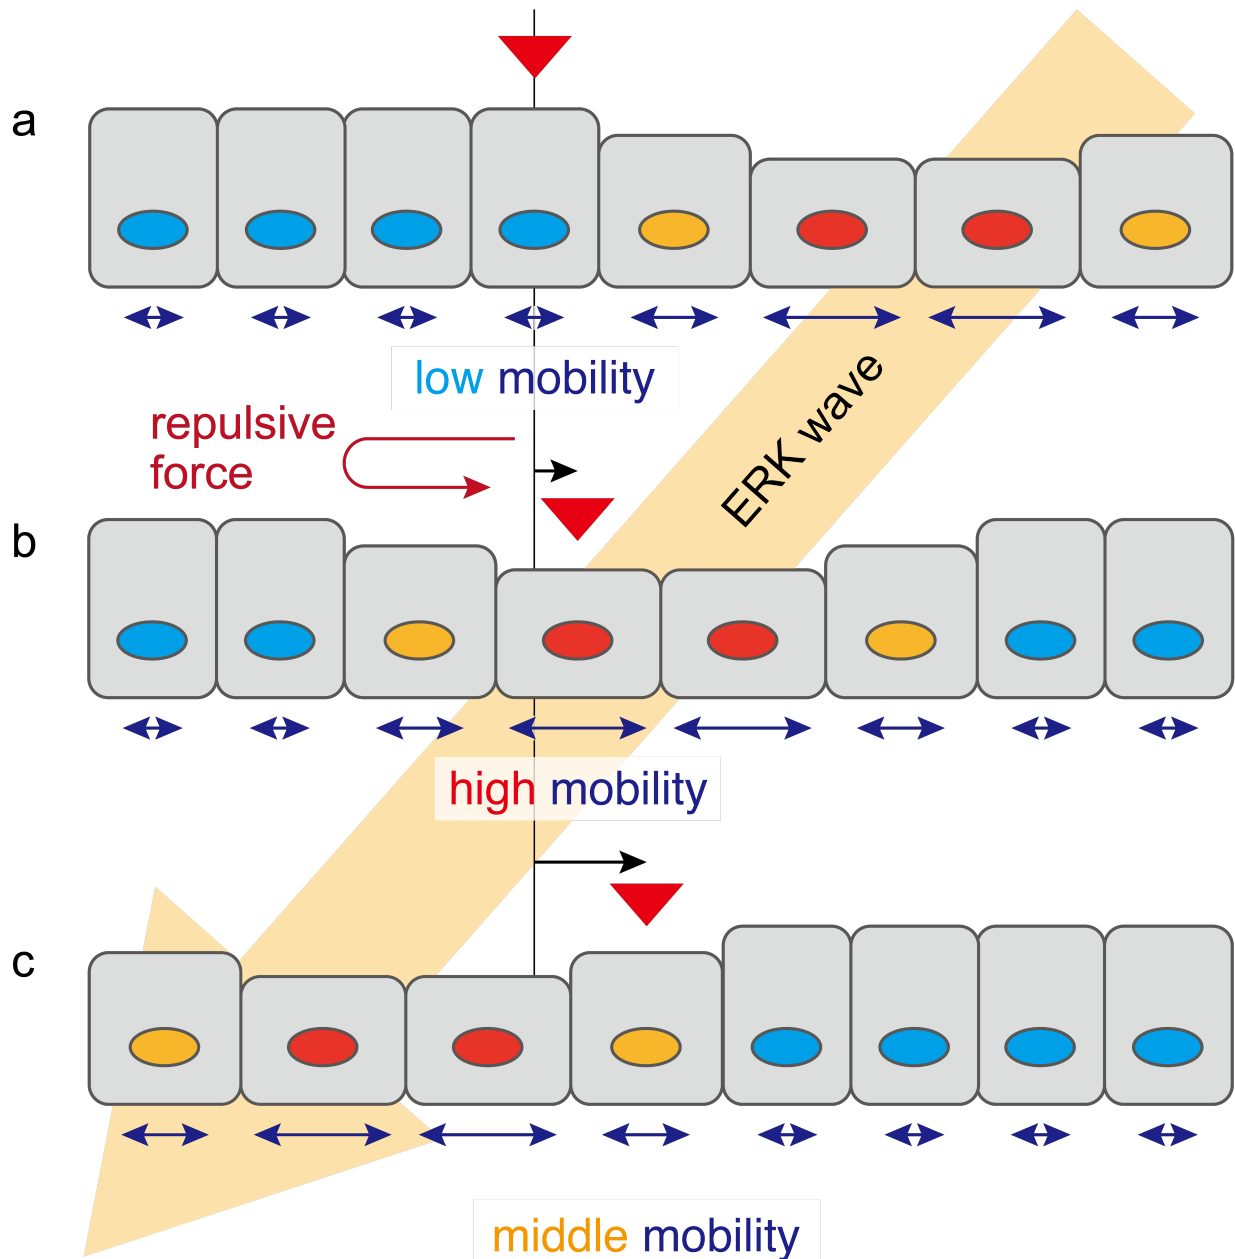 a
low mobility
repulsive
force
ERK wave
b
high mobility
c
middle mobility